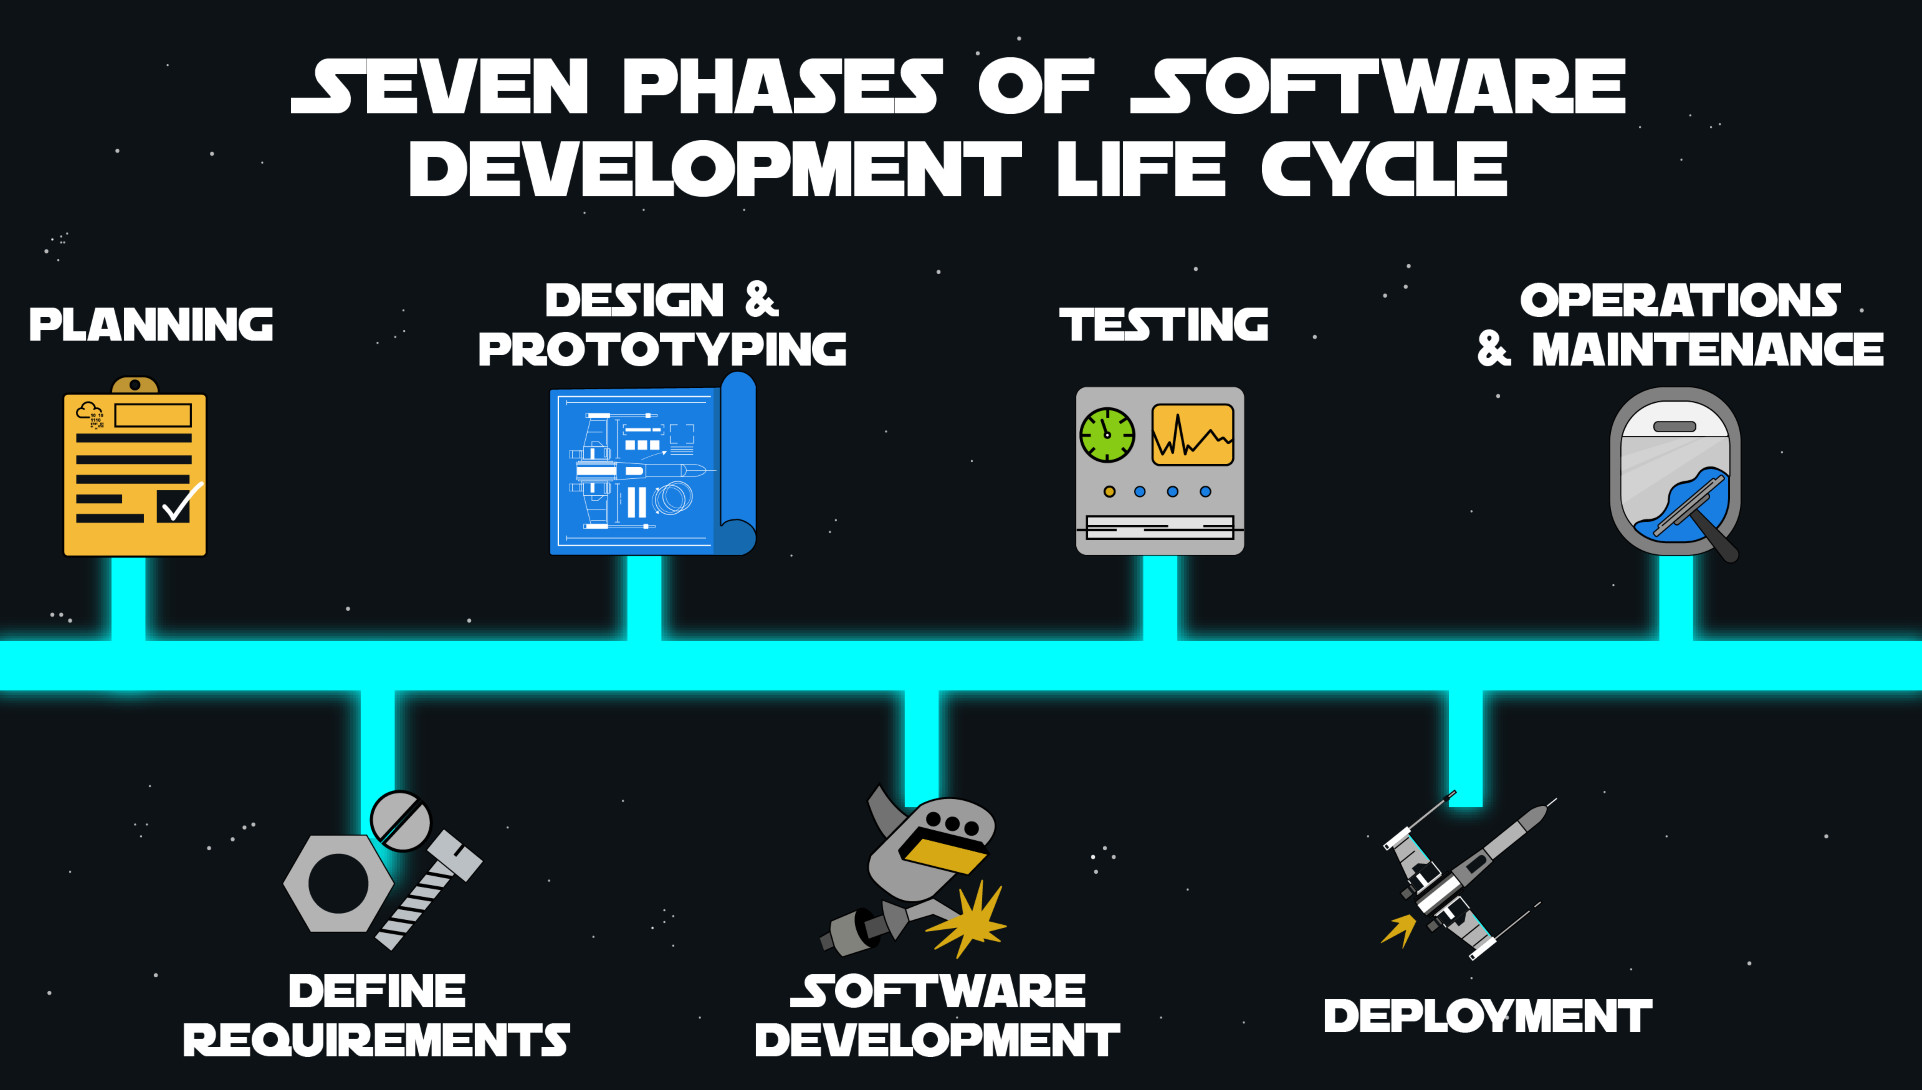 SEVEN PHASES OF SOFTWARE
DEVELOPMENT LIFE CYCLE
PLANNING
DEFINE
REQUIREMENTS
DESIGN &
PROTOTYPING
SOFTWARE
DEVELOPMENT
TESTING
DEPLOYMENT
OPERATIONS
& MAINTENANCE